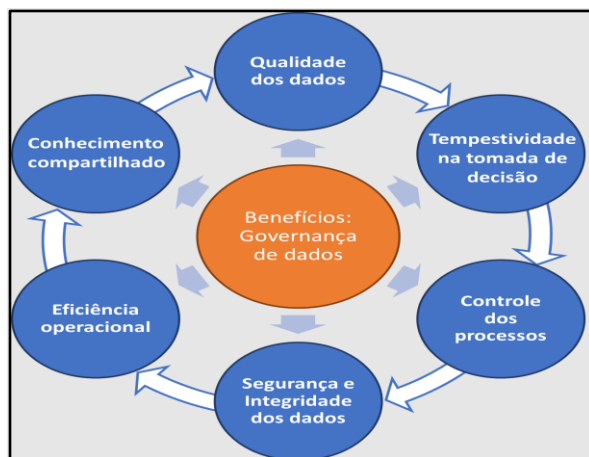 Qualidade
dos dados
Tempestividade
na tomada de
decisão
Controle
dos
processos
Segurança e
Integridade
dos dados
Eficiência
operacional
Conhecimento
compartilhado
Benefícios:
Governança
de dados